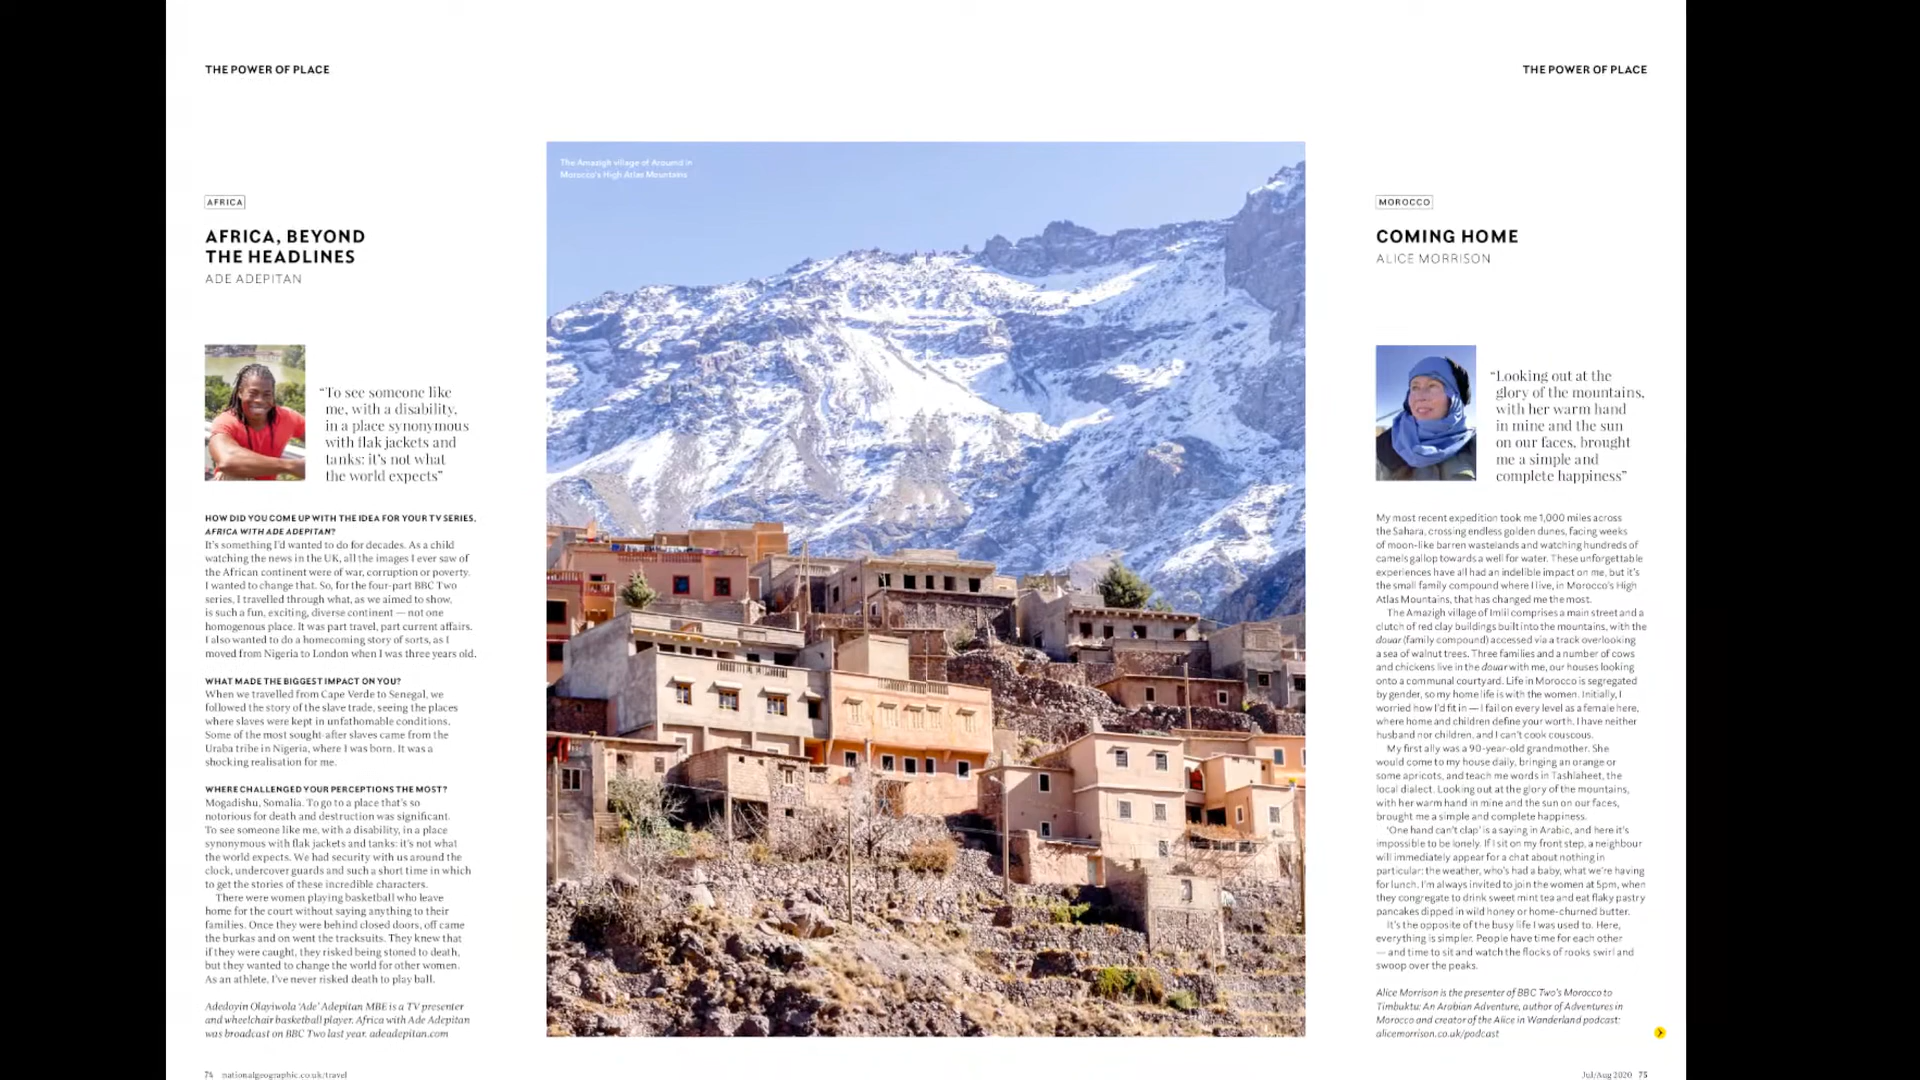 THE POWER OF PLACE
THE POWER OF PLACE
AFRICA
AFRICA, BEYOND
THE HEADLINES
ADE ADEPITAN
“To see someone like
me, with a disability,
in a place synonymous
with flak jackets and
tanks: it’s not what
the world expects”
HOW DID YOU COME UP WITH THE IDEA FOR YOUR TV SERIES,
AFRICA WITH ADE ADEPITAN?
It’s something I’d wanted to do for decades. As a child
watching the news in the UK, all the images I ever saw of
the African continent were of war, corruption or poverty.
I wanted to change that. So, for the four-part BBC Two
series, I travelled through what, as we aimed to show,
is such a fun, exciting, diverse continent — not one
homogenous place. It was part travel, part current affairs.
I also wanted to do a homecoming story of sorts, as I
moved from Nigeria to London when I was three years old.
WHAT MADE THE BIGGEST IMPACT ON YOU?
When we travelled from Cape Verde to Senegal, we
followed the story of the slave trade, seeing the places
where slaves were kept in unfathomable conditions.
Some of the most sought-after slaves came from the
Uraba tribe in Nigeria, where I was born. It was a
shocking realisation for me.
WHERE CHALLENGED YOUR PERCEPTIONS THE MOST?
Mogadishu, Somalia. To go to a place that’s so
notorious for death and destruction was significant.
To see someone like me, with a disability, in a place
synonymous with flak jackets and tanks: it’s not what
the world expects. We had security with us around the
clock, undercover guards and such a short time in which
to get the stories of these incredible characters.
There were women playing basketball who leave
home for the court without saying anything to their
families. Once they were behind closed doors, off came
the burkas and on went the tracksuits. They knew that
if they were caught, they risked being stoned to death,
but they wanted to change the world for other women.
As an athlete, I’ve never risked death to play ball.
Adedoyin Olayiwola ‘Ade’ Adepitan MBE is a TV presenter
and wheelchair basketball player. Africa with Ade Adepitan
was broadcast on BBC Two last year. adeadepitan.com
74 nationalgeographic.co.uk/travel
The Amazigh village of Around in
Morocco’s High Atlas Mountains
MOROCCO
COMING HOME
ALICE MORRISON
“Looking out at the
glory of the mountains,
with her warm hand
in mine and the sun
on our faces, brought
me a simple and
complete happiness”
My most recent expedition took me 1,000 miles across
the Sahara, crossing endless golden dunes, facing weeks
of moon-like barren wastelands and watching hundreds of
camels gallop towards a well for water. These unforgettable
experiences have all had an indelible impact on me, but it’s
the small family compound where I live, in Morocco’s High
Atlas Mountains, that has changed me the most.
The Amazigh village of Imlil comprises a main street and a
clutch of red clay buildings built into the mountains, with the
douar (family compound) accessed via a track overlooking
a sea of walnut trees. Three families and a number of cows
and chickens live in the douar with me, our houses looking
onto a communal courtyard. Life in Morocco is segregated
by gender, so my home life is with the women. Initially, I
worried how I’d fit in — I fail on every level as a female here,
where home and children define your worth. I have neither
husband nor children, and I can’t cook couscous.
My first ally was a 90-year-old grandmother. She
would come to my house daily, bringing an orange or
some apricots, and teach me words in Tashlaheet, the
local dialect. Looking out at the glory of the mountains,
with her warm hand in mine and the sun on our faces,
brought me a simple and complete happiness.
‘One hand can’t clap’ is a saying in Arabic, and here it’s
impossible to be lonely. If I sit on my front step, a neighbour
will immediately appear for a chat about nothing in
particular: the weather, who’s had a baby, what we’re having
for lunch. I’m always invited to join the women at 5pm, when
they congregate to drink sweet mint tea and eat flaky pastry
pancakes dipped in wild honey or home-churned butter.
It’s the opposite of the busy life I was used to. Here,
everything is simpler. People have time for each other
— and time to sit and watch the flocks of rooks swirl and
swoop over the peaks.
Alice Morrison is the presenter of BBC Two’s Morocco to
Timbuktu: An Arabian Adventure, author of Adventures in
Morocco and creator of the Alice in Wanderland podcast:
alicemorrison.co.uk/podcast
Jul/Aug 2020 75